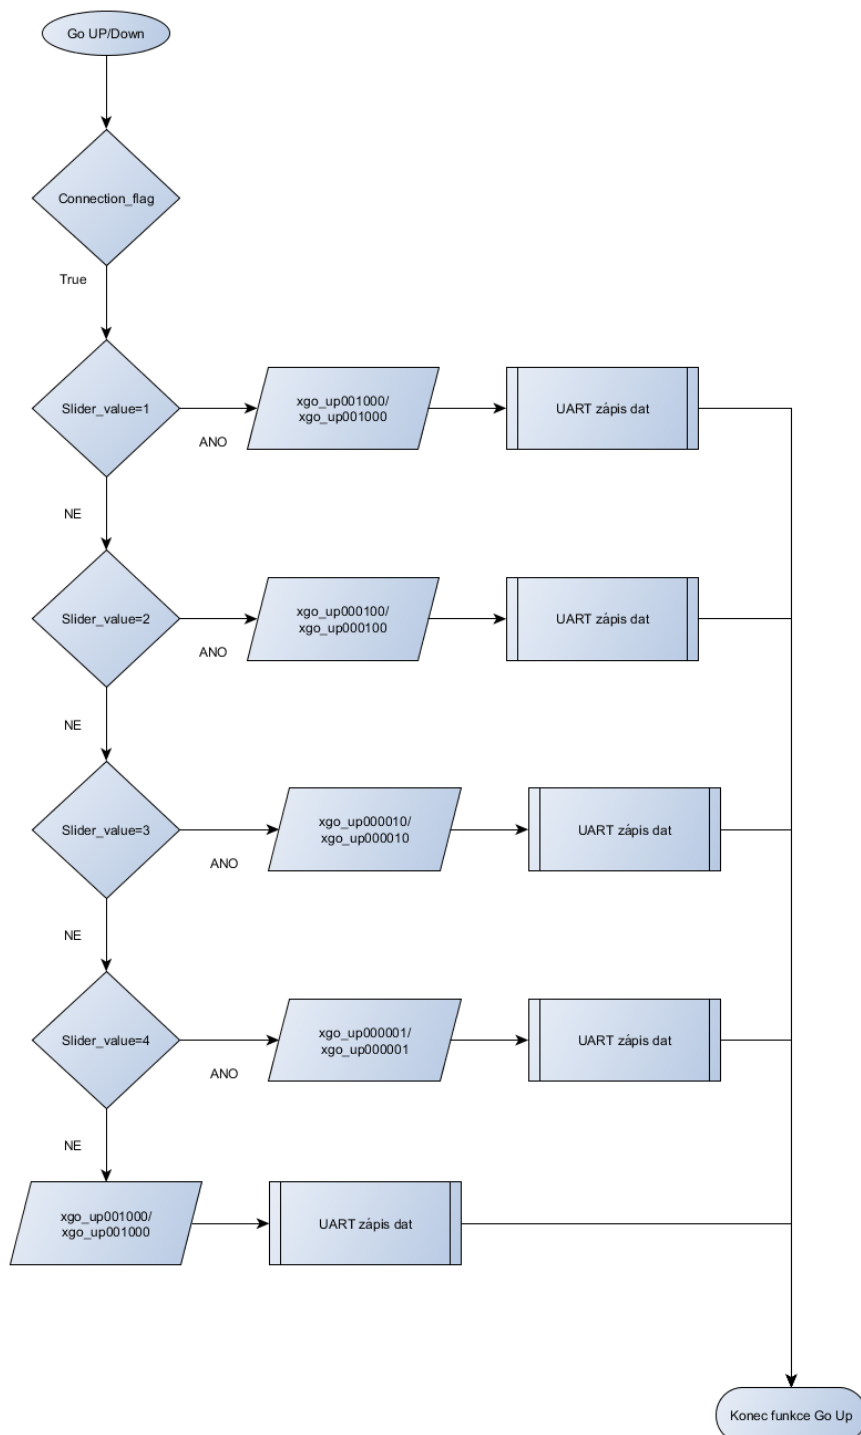 Go UP/Down
Connection_flag
True
Slider_value=1
ANO
xgo_up001000/
xgo_up001000
UART zápis dat
NE
Slider_value=2
ANO
xgo_up000100/
xgo_up000100
UART zápis dat
NE
Slider_value=3
ANO
xgo_up000010/
xgo_up000010
UART zápis dat
NE
Slider_value=4
ANO
xgo_up000001/
xgo_up000001
UART zápis dat
NE
xgo_up001000/
xgo_up001000
UART zápis dat
Konec funkce Go Up